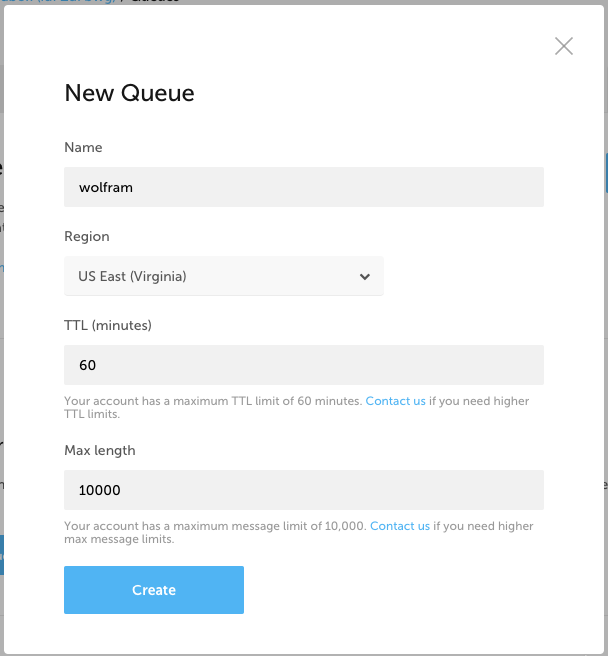 New Queue
Name
wolfram
Region
US East (Virginia)
TTL (minutes)
60
Your account has a maximum TTL limit of 60 minutes. Contact us if you need higher
TTL limits.
Max length
10000
Your account has a maximum message limit of 10,000. Contact us if you need higher
max message limits.
Create